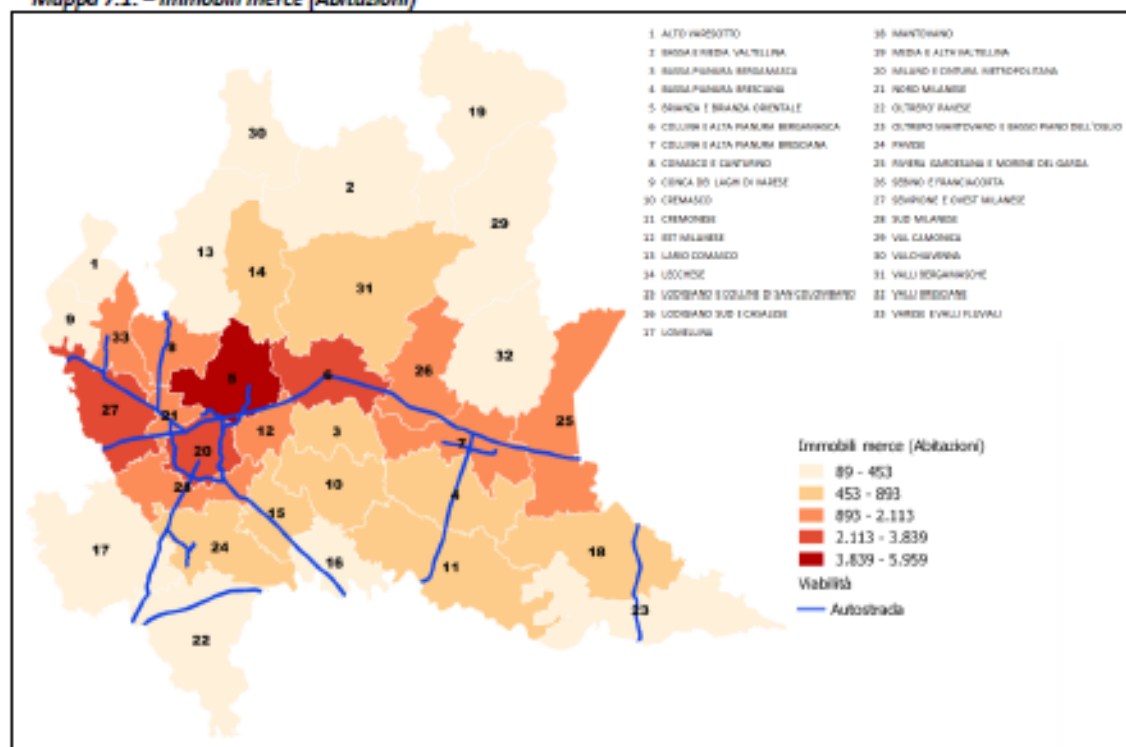 Mappa 7.1. – Immobili merce (Abitazioni)
1 ALTO VARESOTTO
2 BASSA E MEDIA VALTELLINA
3 BASSA PIANURA BERGAMASCA
4 BASSA PIANURA BRESCIANA
5 BRIANZA E BRIANZA ORIENTALE
6 COLLINA E ALTA PIANURA BERGAMASCA
7 COLLINA E ALTA PIANURA BRESCIANA
8 COMASCO E CANTURINO
9 CONCA DEI LAGHI DI VARESE
10 CREMASCO
11 CREMONESE
12 EST MILANESE
13 LARIO COMASCO
14 LECCHESE
15 LODIGIANO E COLLINE DI SAN COLOMBANO
16 LODIGIANO SUD E CASALESE
17 LOMELLINA
18 MANTOVANO
19 MEDIA E ALTA VALTELLINA
20 MILANO E CINTURA METROPOLITANA
21 NORD MILANESE
22 OLTREPO' PAVESE
23 OLTREPO MANTOVANO E BASSO PIANO DELL'OGLIO
24 PAVESE
25 RIVIERA GARDESANA E MORENE DEL GARDA
26 SEBINO E FRANCIACORTA
27 SEMPIONE E OVEST MILANESE
28 SUD MILANESE
29 VAL CAMONICA
30 VALCHIAVENNA
31 VALLI BERGAMASCHE
32 VALLI BRESCIANE
33 VARESE E VALLI FLUVIALI
19
30
2
29
13
1
14
31
9
33
8
32
5
6
26
27
21
25
12
20
3
7
28
10
4
15
17
24
16
11
18
23
22
Immobili merce (Abitazioni)
89 - 453
453 - 893
893 - 2.113
2.113 - 3.839
3.839 - 5.959
Viabilità
Autostrada